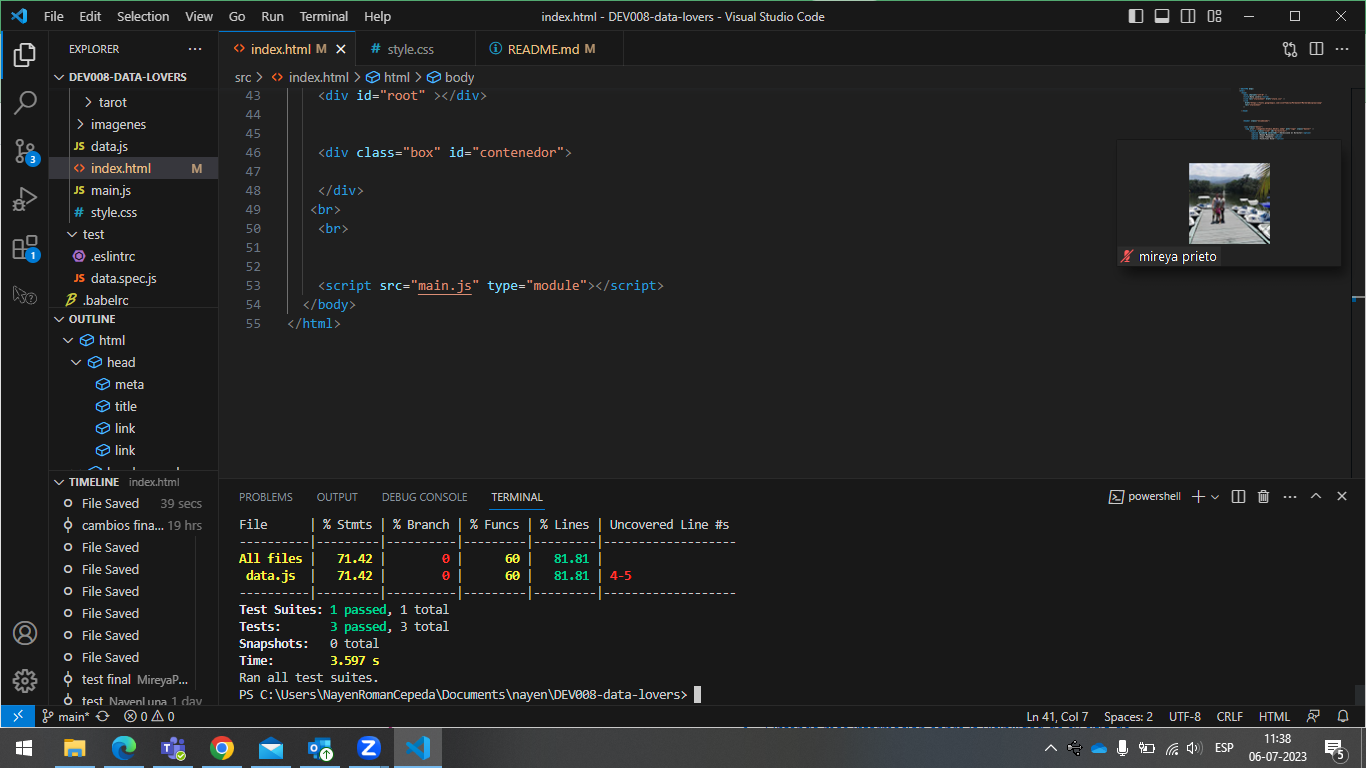 File Edit Selection View Go Run Terminal Help
index.html - DEV008-data-lovers - Visual Studio Code
EXPLORER
DEV008-DATA-LOVERS
tarot
imagenes
JS data.js
<> index.html M
JS main.js
# style.css
test
.eslintrc
JS data.spec.js
.babelrc
OUTLINE
html
head
meta
title
link
link
TIMELINE index.html
File Saved 39 secs
cambios fina... 19 hrs
File Saved
File Saved
File Saved
File Saved
File Saved
File Saved
test final MireyaP...
test NayenLuna 1 day
3
1
<> index.html M
# style.css
README.md M
src > <> index.html > html > body
43 <div id="root" ></div>
44
45
46 <div class="box" id="contenedor">
47
48 </div>
49 <br>
50 <br>
51
52
53 <script src="main.js" type="module"></script>
54 </body>
55 </html>
mireya prieto
PROBLEMS OUTPUT DEBUG CONSOLE TERMINAL
powershell
File | % Stmts | % Branch | % Funcs | % Lines | Uncovered Line #s
----------|---------|----------|---------|---------|-------------------
All files | 71.42 | 0 | 60 | 81.81 |
data.js | 71.42 | 0 | 60 | 81.81 | 4-5
----------|---------|----------|---------|---------|-------------------
Test Suites: 1 passed, 1 total
Tests: 3 passed, 3 total
Snapshots: 0 total
Time: 3.597 s
Ran all test suites.
PS C:\Users\NayenRomanCepeda\Documents\nayen\DEV008-data-lovers>
main* 0 0
Ln 41, Col 7 Spaces: 2 UTF-8 CRLF HTML
ESP
11:38
06-07-2023
5